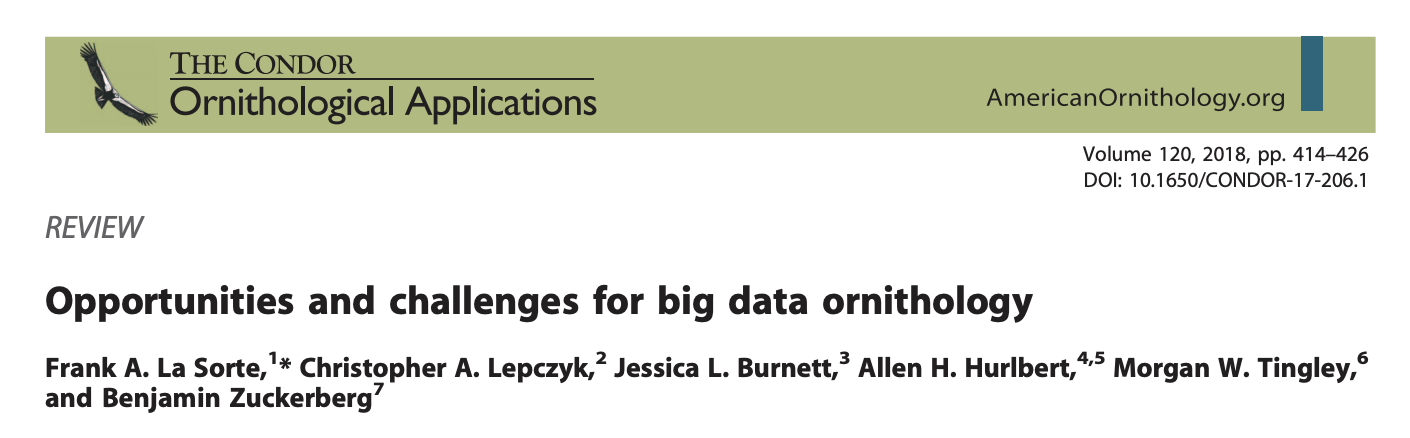 THE CONDOR
Ornithological Applications
AmericanOrnithology.org
Volume 120, 2018, pp. 414–426
DOI: 10.1650/CONDOR-17-206.1
REVIEW
Opportunities and challenges for big data ornithology
Frank A. La Sorte,1* Christopher A. Lepczyk,2 Jessica L. Burnett,3 Allen H. Hurlbert,4,5 Morgan W. Tingley,6
and Benjamin Zuckerberg7